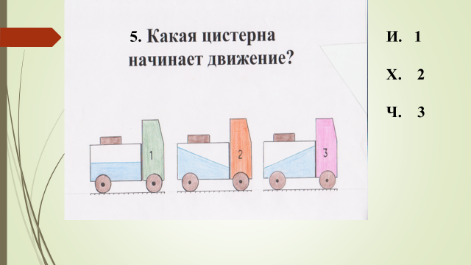 5. Какая цистерна
начинает движение?
И. 1
Х. 2
Ч. 3
1
2
3